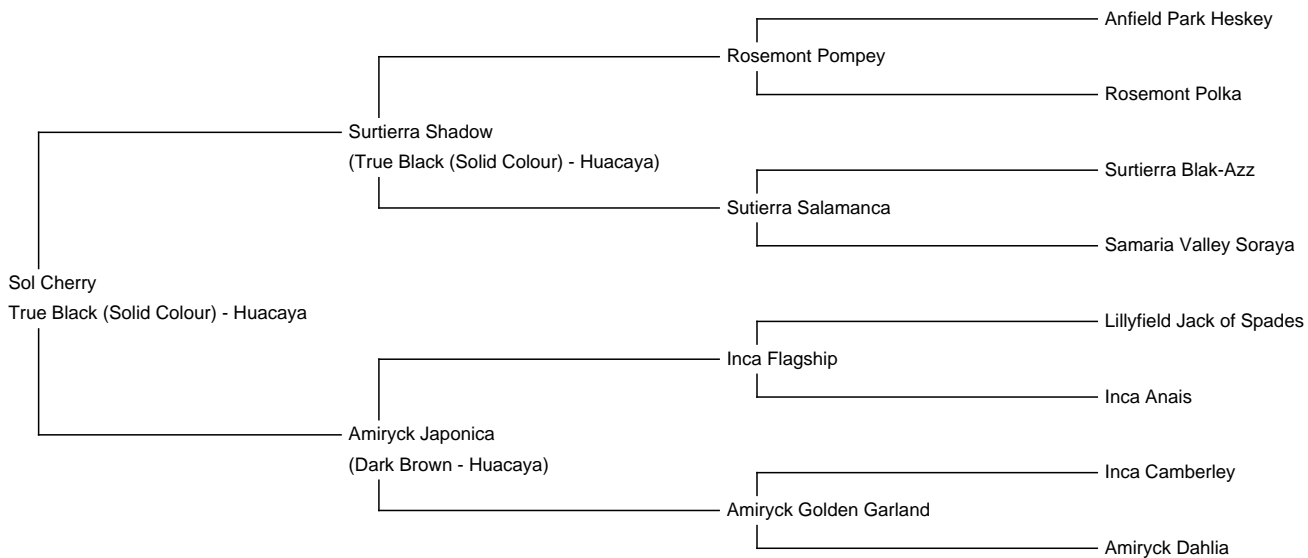 Anfield Park Heskey
Rosemont Pompey
Rosemont Polka
Surtierra Shadow
(True Black (Solid Colour) - Huacaya)
Surtierra Blak-Azz
Sutierra Salamanca
Samaria Valley Soraya
Sol Cherry
True Black (Solid Colour) - Huacaya
Lillyfield Jack of Spades
Inca Flagship
Inca Anais
Amiryck Japonica
(Dark Brown - Huacaya)
Inca Camberley
Amiryck Golden Garland
Amiryck Dahlia